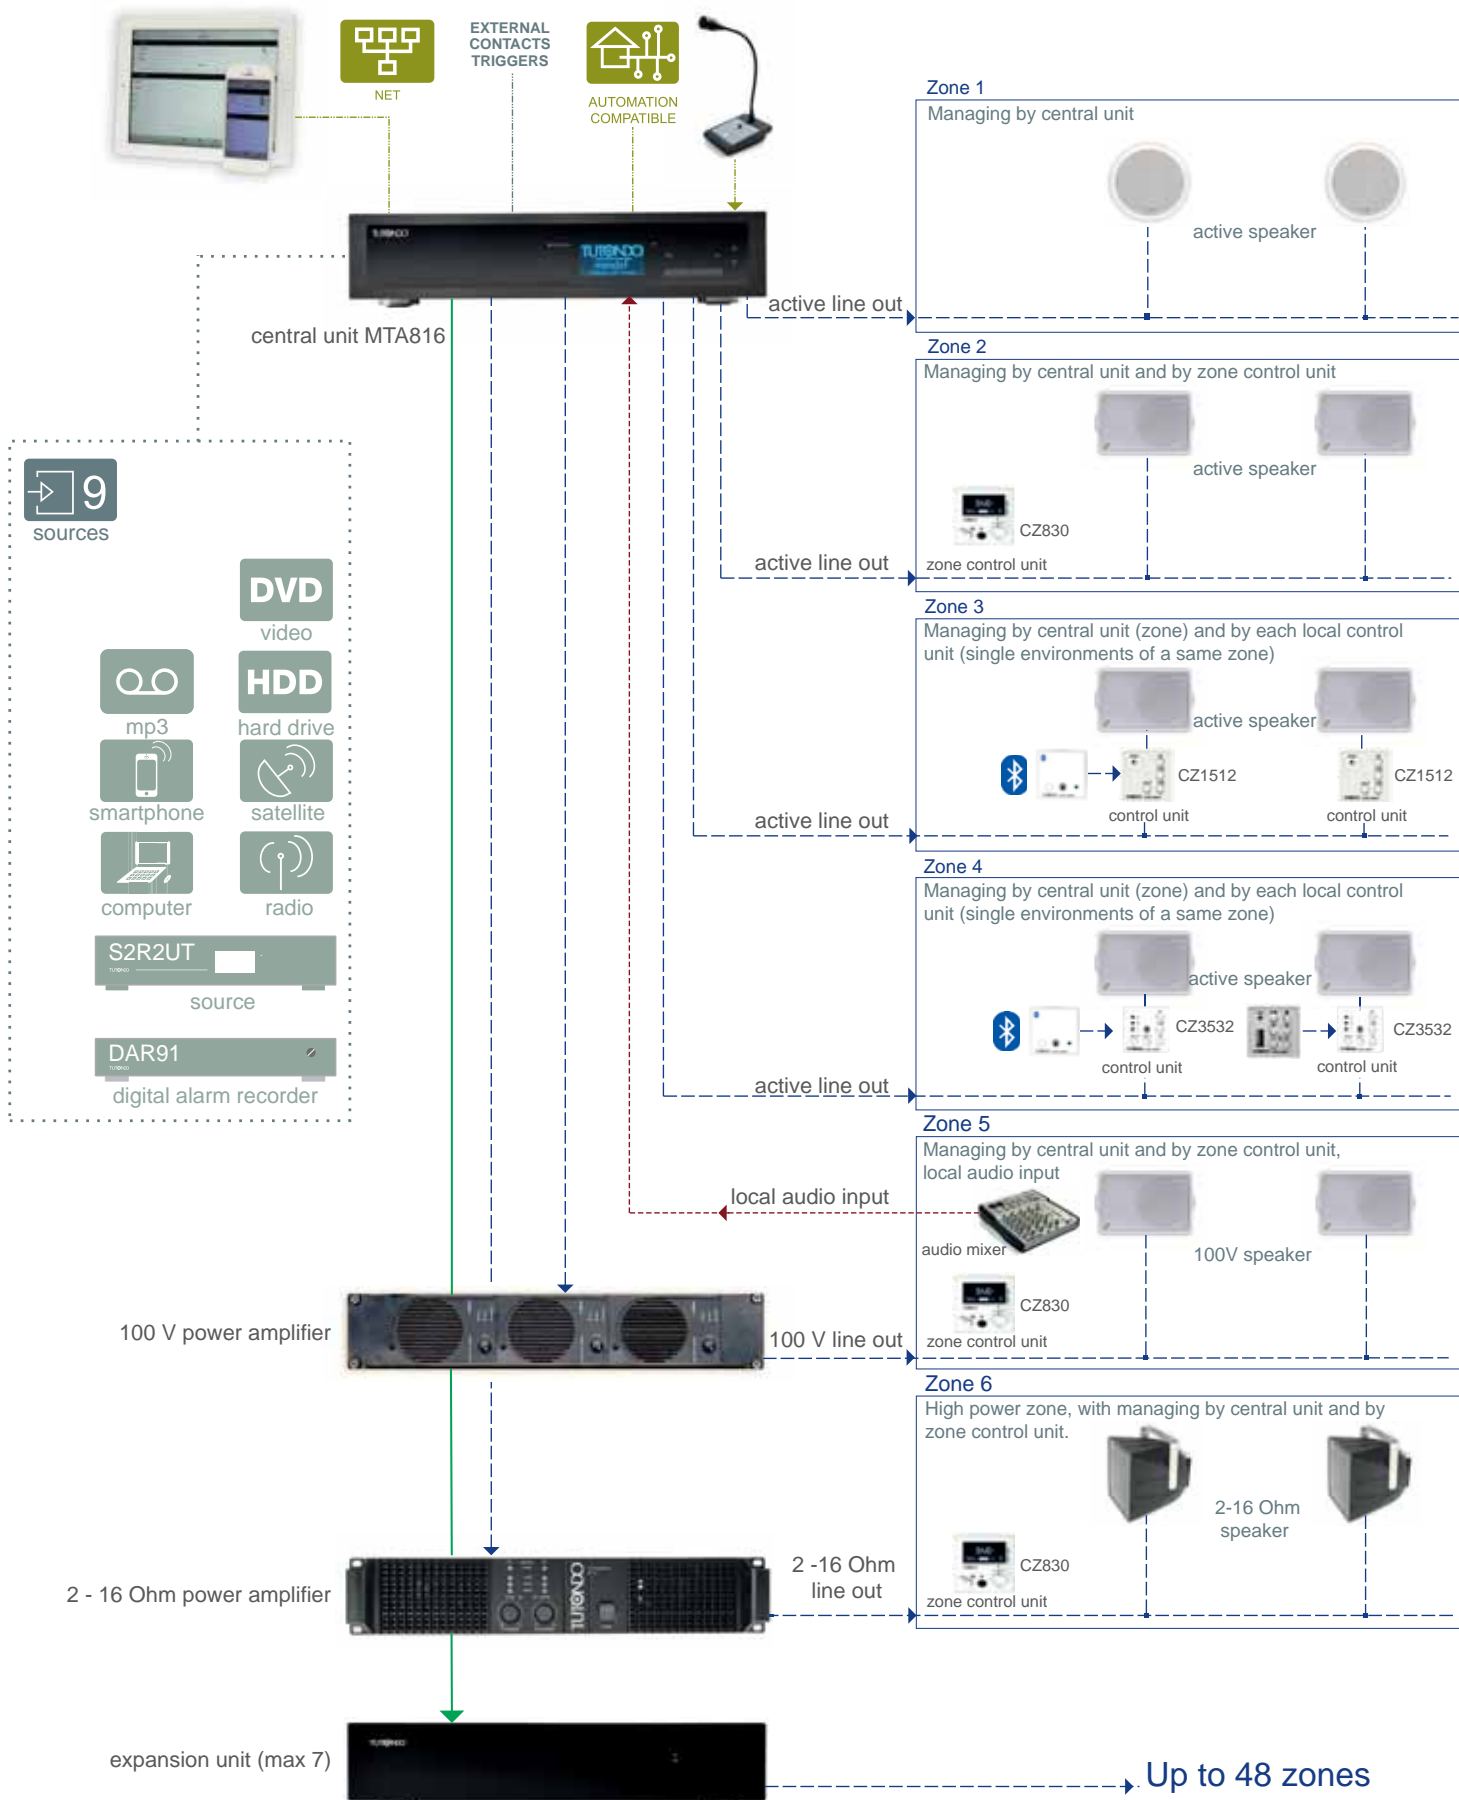 EXTERNAL
CONTACTS
TRIGGERS
NET
AUTOMATION
COMPATIBLE
TUTONDO
TUTONDO
central unit MTA816
9
sources
DVD
video
mp3
HDD
hard drive
smartphone
satellite
computer
radio
S2R2UT
TUTONDO
source
DAR91
TUTONDO
digital alarm recorder
Zone 1
Managing by central unit
active speaker
active line out
Zone 2
Managing by central unit and by zone control unit
active speaker
CZ830
zone control unit
active line out
Zone 3
Managing by central unit (zone) and by each local control
unit (single environments of a same zone)
active speaker
CZ1512
CZ1512
control unit
control unit
active line out
Zone 4
Managing by central unit (zone) and by each local control
unit (single environments of a same zone)
active speaker
CZ3532
CZ3532
control unit
control unit
active line out
Zone 5
Managing by central unit and by zone control unit,
local audio input
local audio input
audio mixer
100V speaker
CZ830
zone control unit
100 V power amplifier
100 V line out
Zone 6
High power zone, with managing by central unit and by
zone control unit.
2-16 Ohm
speaker
CZ830
zone control unit
2 - 16 Ohm power amplifier
TUTONDO
2 -16 Ohm
line out
expansion unit (max 7)
TUTONDO
Up to 48 zones